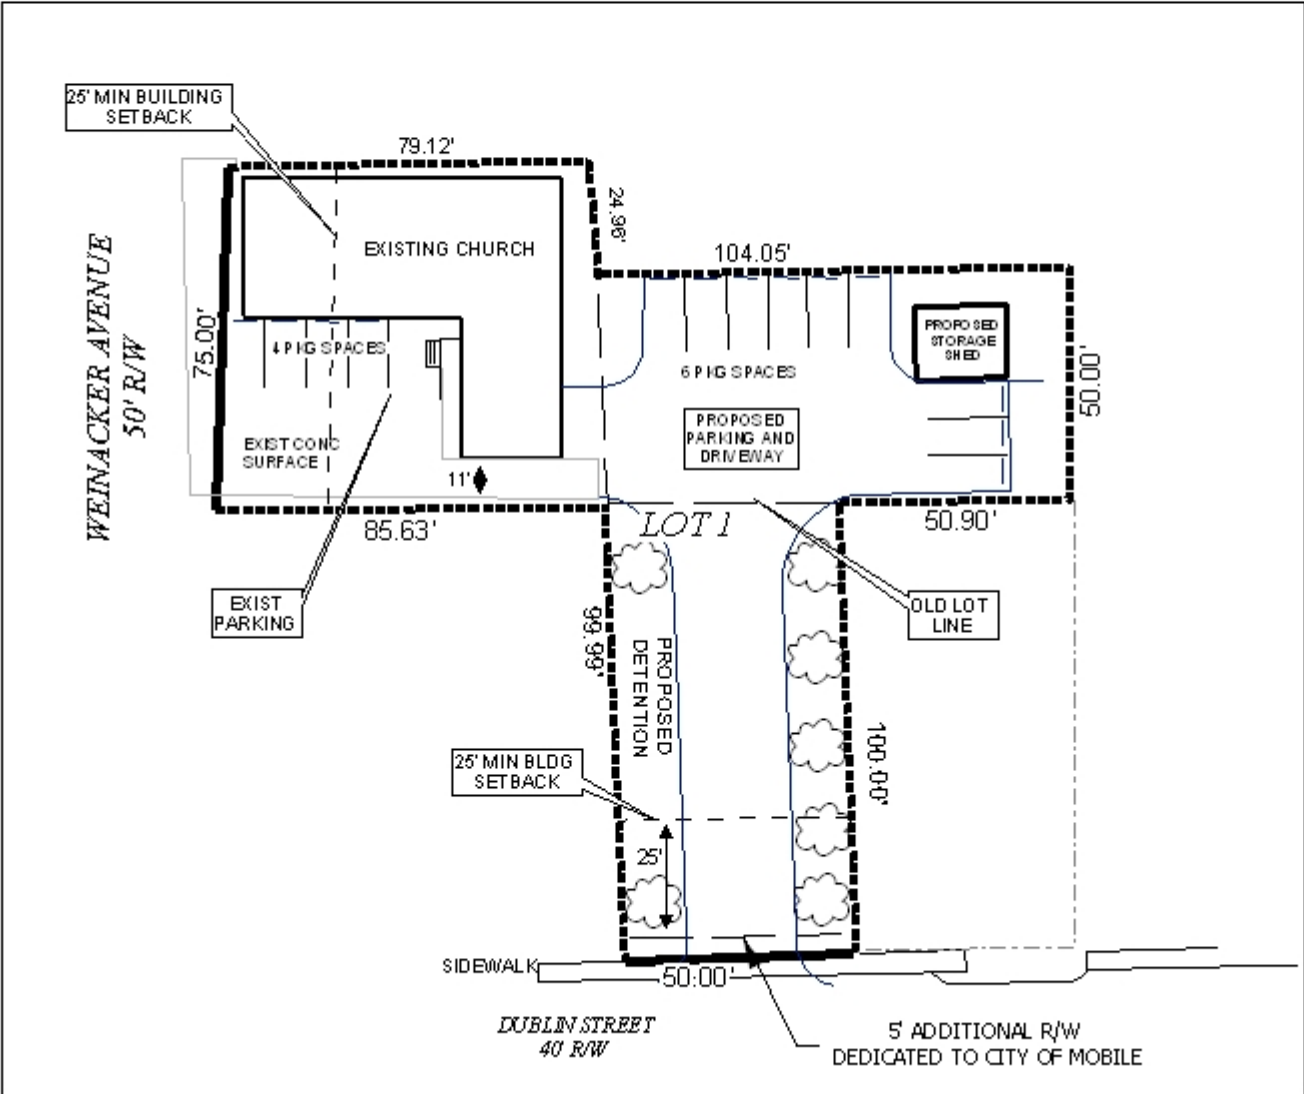 25' MIN BUILDING
SETBACK
79.12'
24.96'
EXISTING CHURCH
104.05'
WEINACKER AVENUE
50' R/W
75.00'
4 PKG SPACES
PROPOSED
STORAGE
SHED
6 PKG SPACES
50.00'
PROPOSED
PARKING AND
DRIVEWAY
EXIST CONC
SURFACE
11'
85.63'
LOT 1
50.90'
EXIST
PARKING
OLD LOT
LINE
99.99'
PROPOSED
DETENTION
100.00'
25' MIN BLDG
SETBACK
25'
SIDEWALK
50.00'
DUBLIN STREET
40' R/W
5' ADDITIONAL R/W
DEDICATED TO CITY OF MOBILE